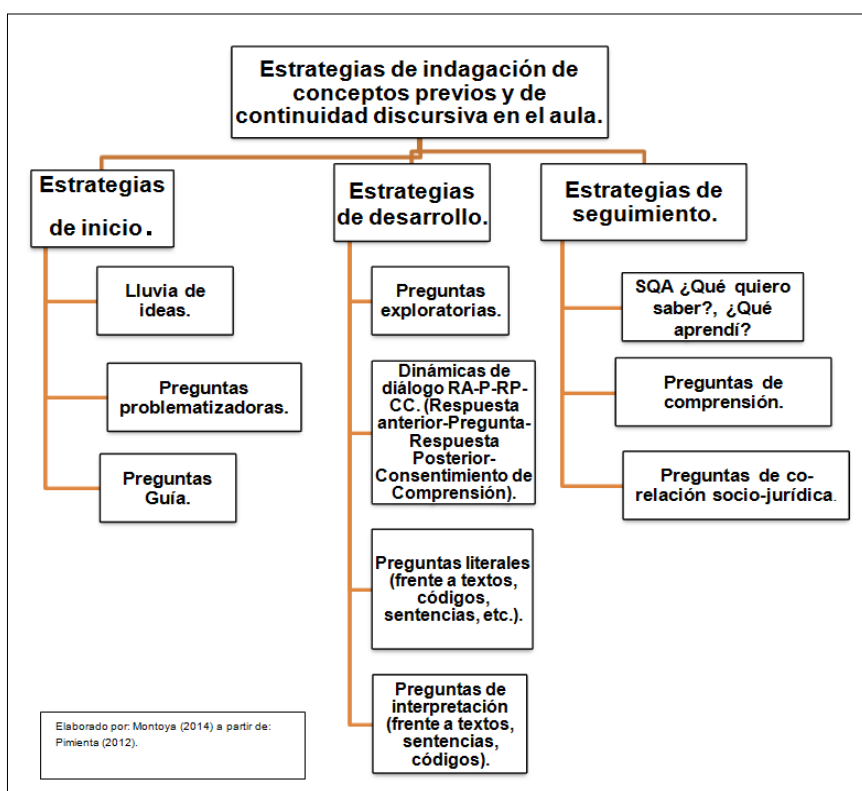 Estrategias de indagación de
conceptos previos y de
continuidad discursiva en el aula.
Estrategias
de inicio.
Lluvia de
ideas.
Preguntas
problematizadoras.
Preguntas
Guía.
Estrategias
de desarrollo.
Preguntas
exploratorias.
Dinámicas de
diálogo RA-P-RP-
CC. (Respuesta
anterior-Pregunta-
Respuesta
Posterior-
Consentimiento de
Comprensión).
Preguntas literales
(frente a textos,
códigos,
sentencias, etc.).
Preguntas de
interpretación
(frente a textos,
sentencias,
códigos).
Estrategias de
seguimiento.
SQA ¿Qué quiero
saber?, ¿Qué
aprendí?
Preguntas de
comprensión.
Preguntas de co-
relación socio-jurídica.
Elaborado por: Montoya (2014) a partir de:
Pimienta (2012).